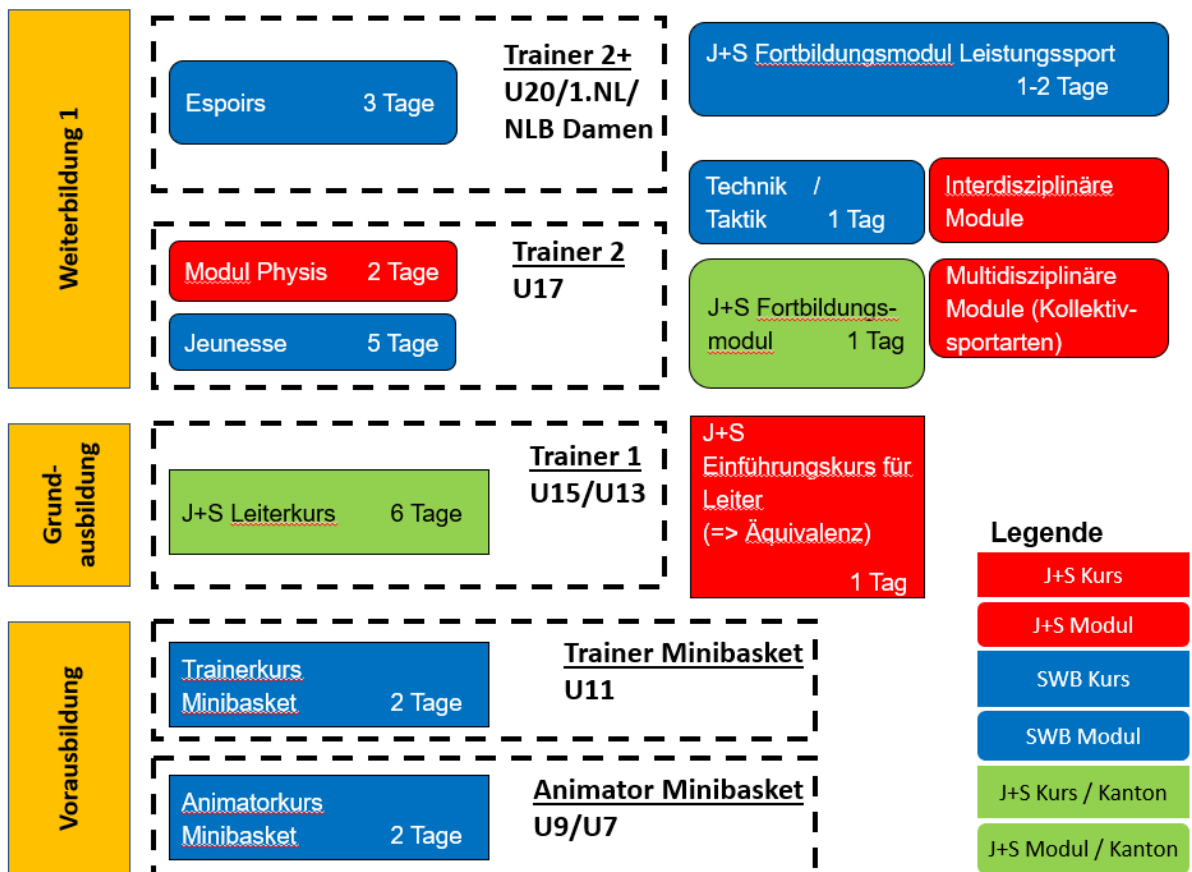 Weiterbildung 1
Espoirs 3 Tage
Trainer 2+
U20/1.NL/
NLB Damen
J+S Fortbildungsmodul Leistungssport
1-2 Tage
Technik /
Taktik 1 Tag
Interdisziplinäre
Module
Modul Physis 2 Tage
Jeunesse 5 Tage
Trainer 2
U17
J+S Fortbildungs-
modul 1 Tag
Multidisziplinäre
Module (Kollektiv-
sportarten)
Grund-
ausbildung
J+S Leiterkurs 6 Tage
Trainer 1
U15/U13
J+S
Einführungskurs für
Leiter
(=> Äquivalenz)
1 Tag
Vorausbildung
Trainerkurs
Minibasket 2 Tage
Trainer Minibasket
U11
Animatorkurs
Minibasket 2 Tage
Animator Minibasket
U9/U7
Legende
J+S Kurs
J+S Modul
SWB Kurs
SWB Modul
J+S Kurs / Kanton
J+S Modul / Kanton